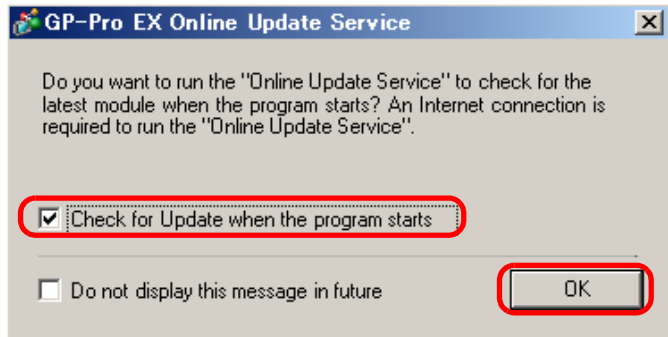 GP-Pro EX Online Update Service
Do you want to run the "Online Update Service" to check for the
latest module when the program starts? An Internet connection is
required to run the "Online Update Service".
Check for Update when the program starts
Do not display this message in future
OK